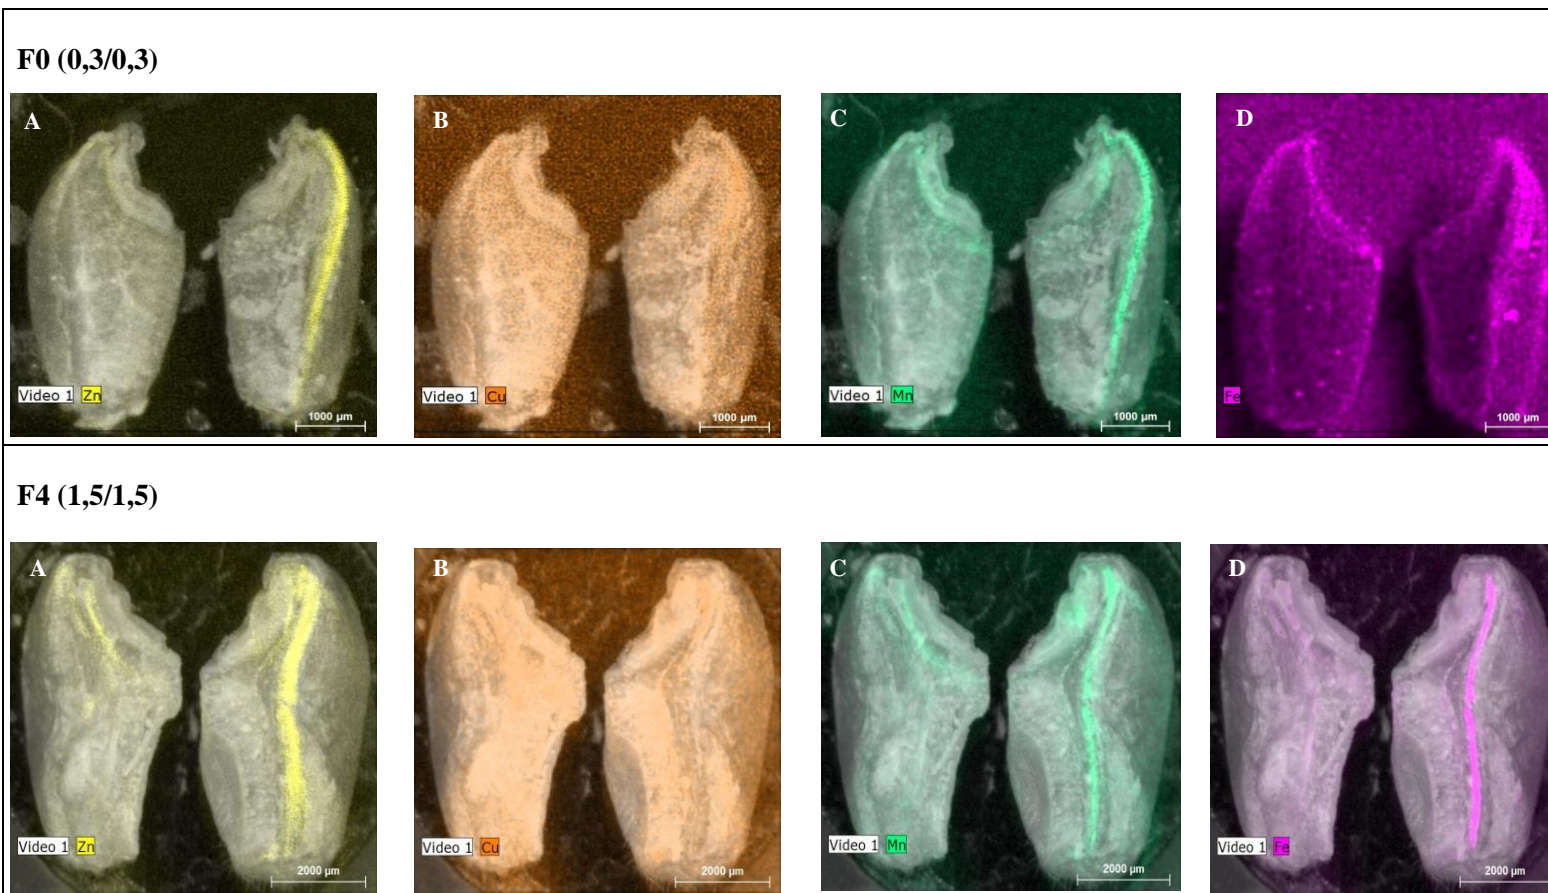 F0 (0,3/0,3)
A
B
C
D
Video 1 Zn
Video 1 Cu
Video 1 Mn
Fe
1000 µm
1000 µm
1000 µm
1000 µm
F4 (1,5/1,5)
A
B
C
D
Video 1 Zn
Video 1 Cu
Video 1 Mn
Video 1 Fe
2000 µm
2000 µm
2000 µm
2000 µm